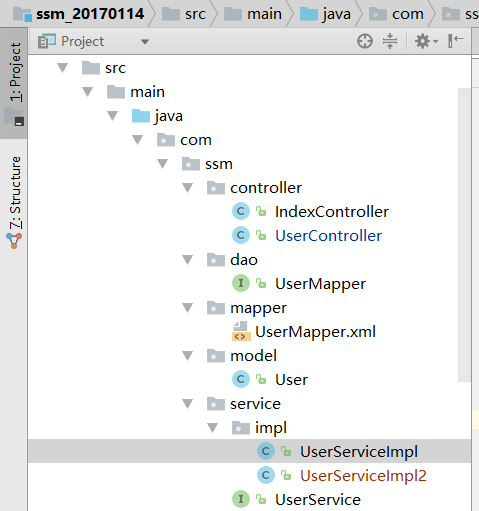 ssm_20170114 src main java com ss
Project
1: Project
Z: Structure
src
main
java
com
ssm
controller
C IndexController
C UserController
dao
I UserMapper
mapper
UserMapper.xml
model
C User
service
impl
C UserServiceImpl
C UserServiceImpl2
I UserService